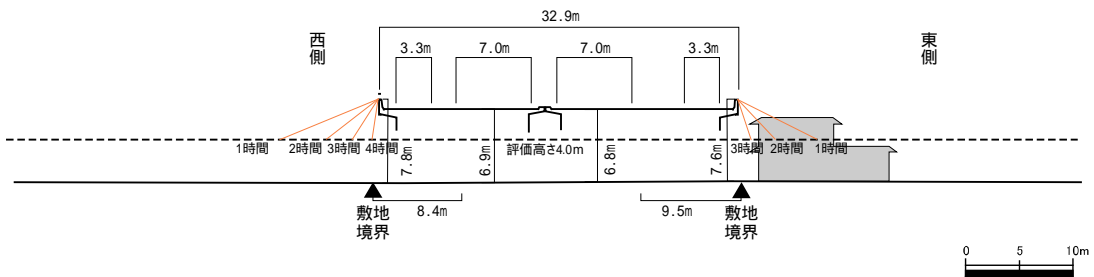 32.9m
西側
東側
3.3m
7.0m
7.0m
3.3m
1時間
2時間
3時間
4時間
評価高さ4.0m
3時間
2時間
1時間
7.8m
6.9m
6.8m
7.6m
8.4m
9.5m
敷地
境界
敷地
境界
0
5
10m